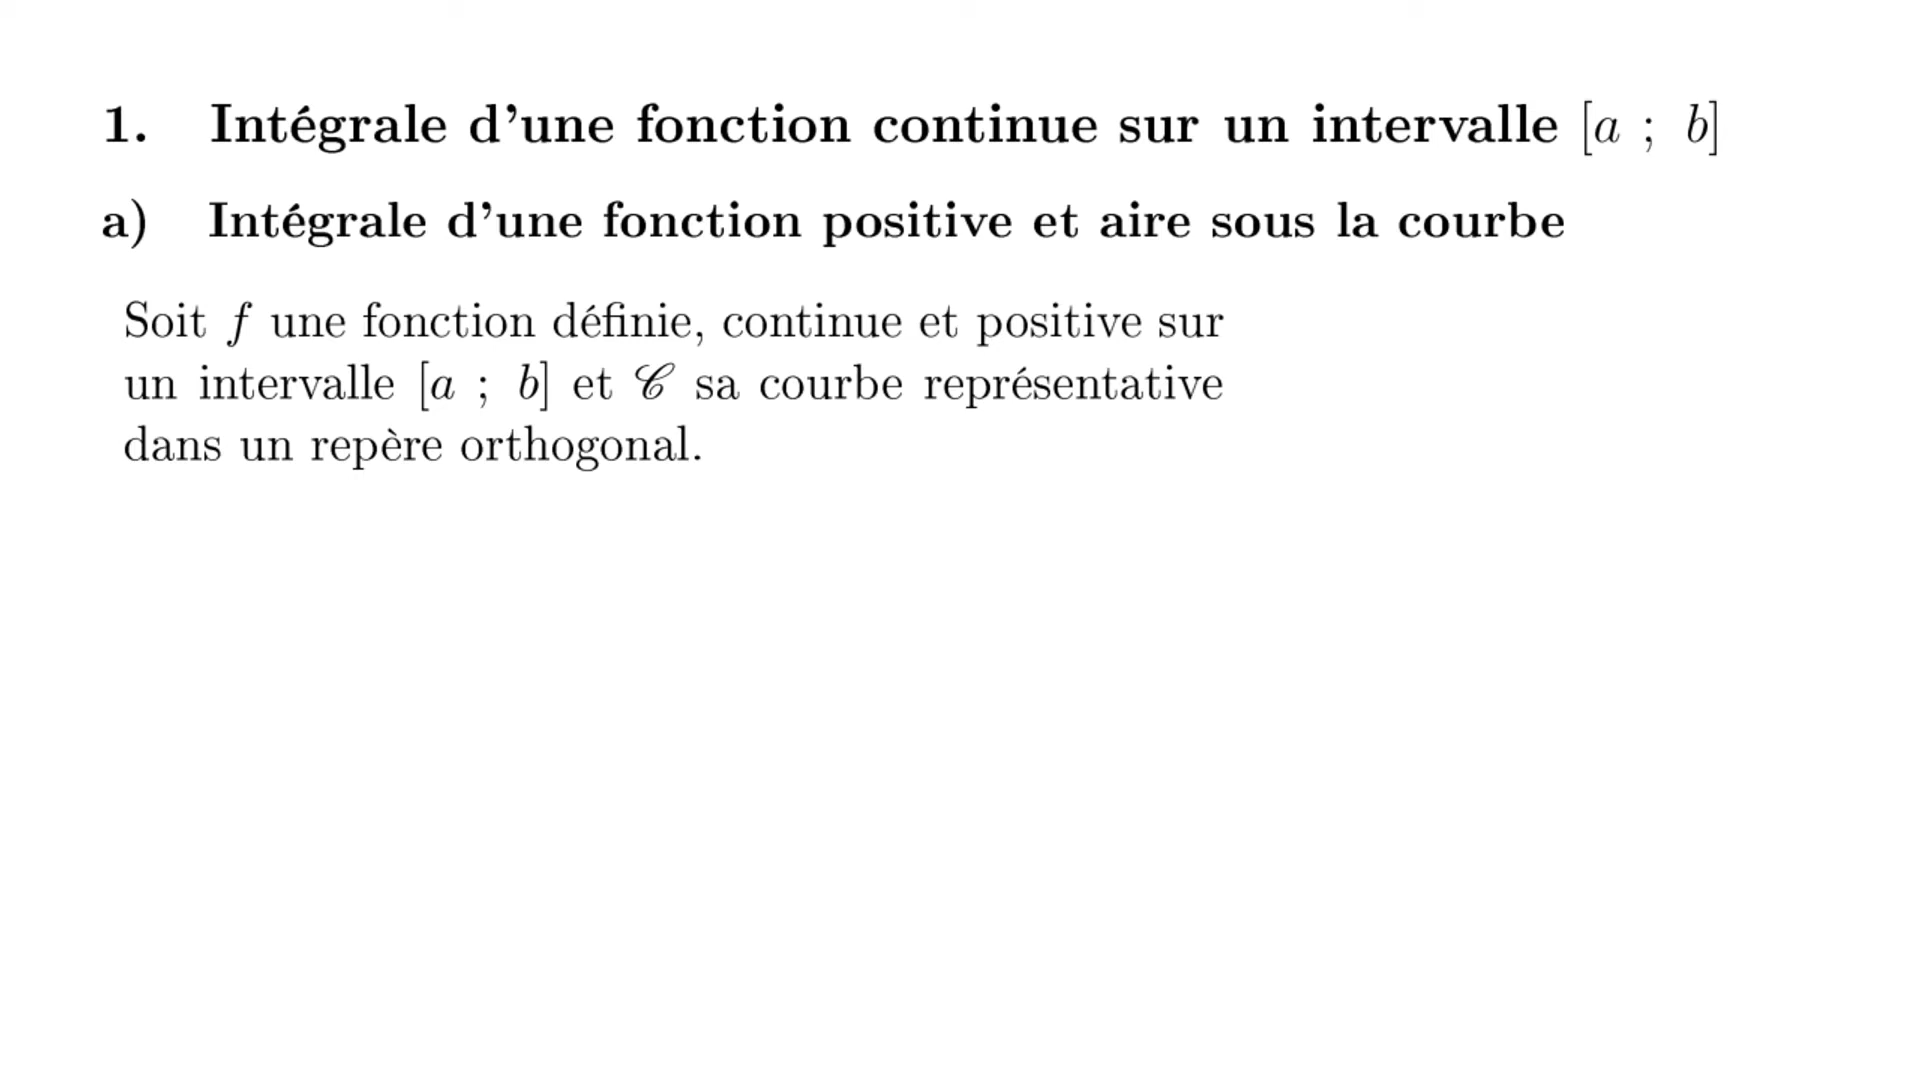 1. Intégrale d'une fonction continue sur un intervalle [a ; b]
a) Intégrale d'une fonction positive et aire sous la courbe
Soit f une fonction définie, continue et positive sur
un intervalle [a ; b] et 𝒞 sa courbe représentative
dans un repère orthogonal.